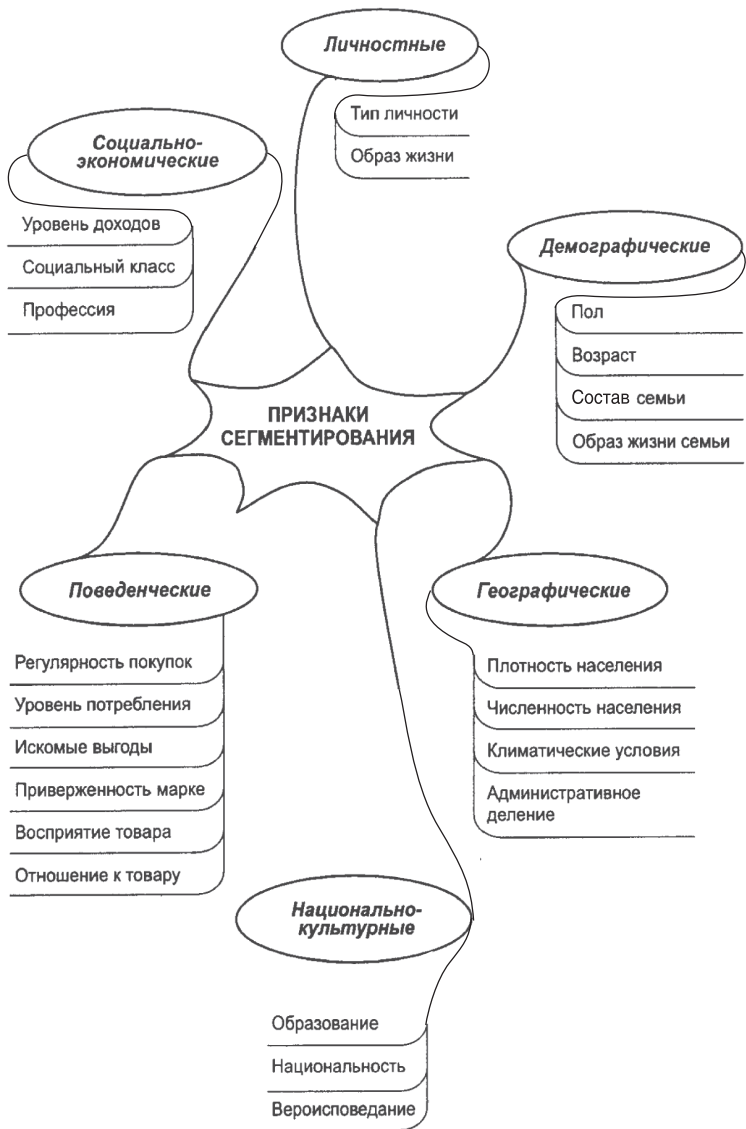 Личностные
Тип личности
Образ жизни
Социально-
экономические
Уровень доходов
Социальный класс
Профессия
Демографические
Пол
Возраст
Состав семьи
Образ жизни семьи
ПРИЗНАКИ
СЕГМЕНТИРОВАНИЯ
Поведенческие
Регулярность покупок
Уровень потребления
Искомые выгоды
Приверженность марке
Восприятие товара
Отношение к товару
Географические
Плотность населения
Численность населения
Климатические условия
Административное
деление
Национально-
культурные
Образование
Национальность
Вероисповедание